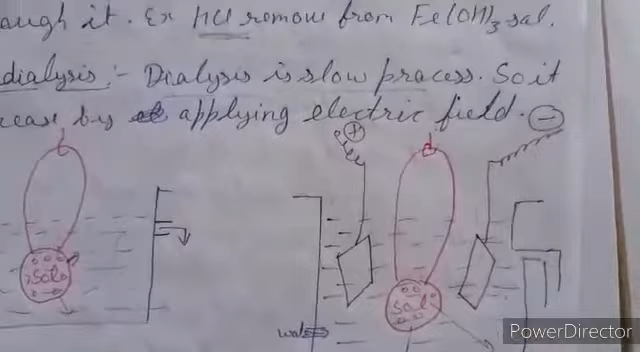 ough it. Ex HCl remove from Fe(OH)3 sol.
dialysis :- Dialysis is slow process. So it
rease by applying electric field.
+
-
Sol
Sol
PowerDirector